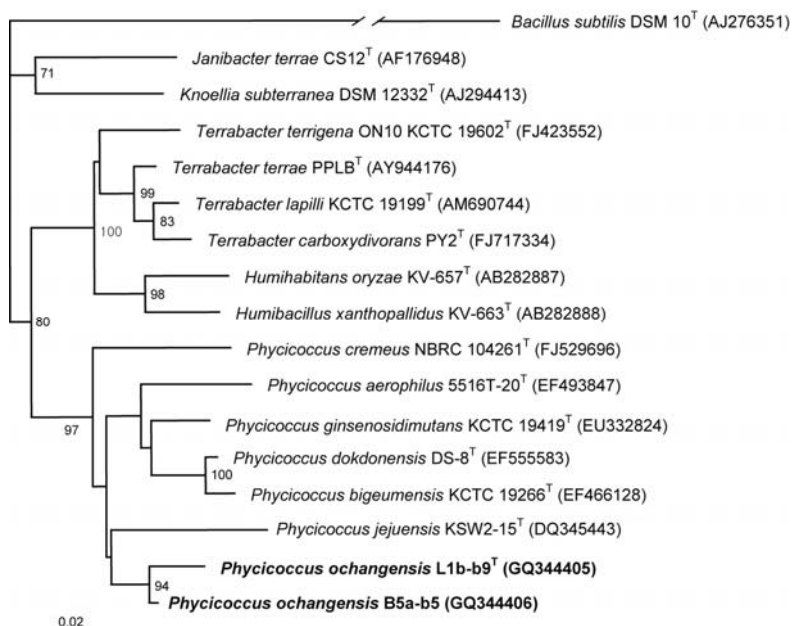 Bacillus subtilis DSM 10T (AJ276351)
Janibacter terrae CS12T (AF176948)
71
Knoellia subterranea DSM 12332T (AJ294413)
Terrabacter terrigena ON10 KCTC 19602T (FJ423552)
Terrabacter terrae PPLBT (AY944176)
99
Terrabacter lapilli KCTC 19199T (AM690744)
83
100
Terrabacter carboxydivorans PY2T (FJ717334)
Humihabitans oryzae KV-657T (AB282887)
98
Humibacillus xanthopallidus KV-663T (AB282888)
80
Phycicoccus cremeus NBRC 104261T (FJ529696)
Phycicoccus aerophilus 5516T-20T (EF493847)
97
Phycicoccus ginsenosidimutans KCTC 19419T (EU332824)
Phycicoccus dokdonensis DS-8T (EF555583)
100
Phycicoccus bigeumensis KCTC 19266T (EF466128)
Phycicoccus jejuensis KSW2-15T (DQ345443)
Phycicoccus ochangensis L1b-b9T (GQ344405)
94
Phycicoccus ochangensis B5a-b5 (GQ344406)
0.02